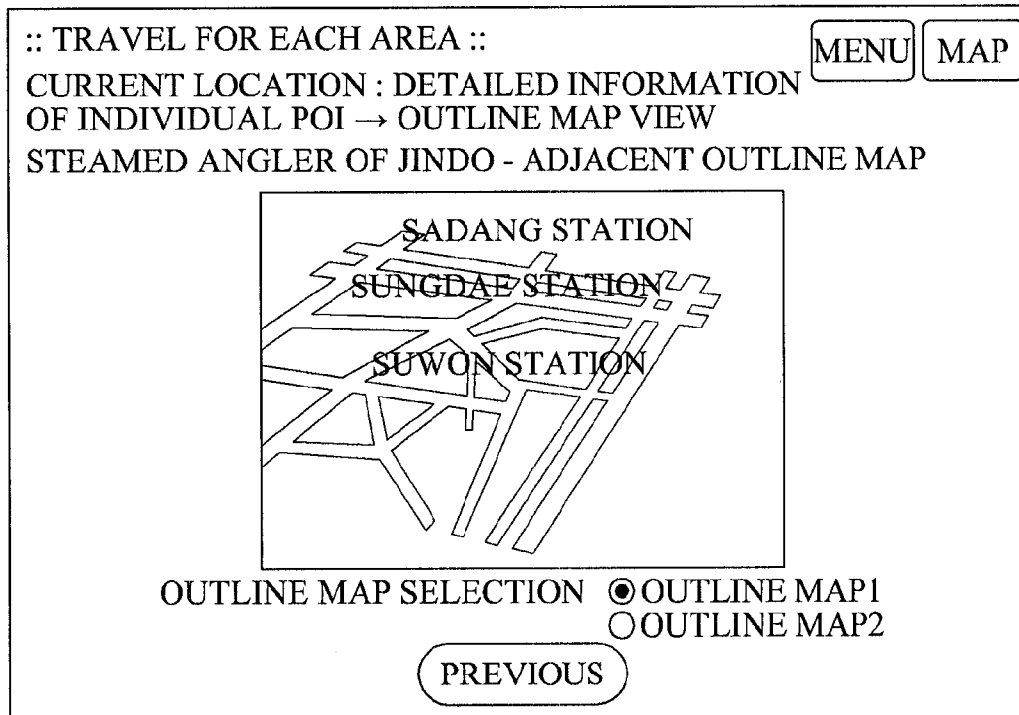 :: TRAVEL FOR EACH AREA ::
MENU MAP
CURRENT LOCATION : DETAILED INFORMATION
OF INDIVIDUAL POI → OUTLINE MAP VIEW
STEAMED ANGLER OF JINDO - ADJACENT OUTLINE MAP
SADANG STATION
SUNGDAE STATION
SUWON STATION
OUTLINE MAP SELECTION ◉OUTLINE MAP1
○OUTLINE MAP2
PREVIOUS